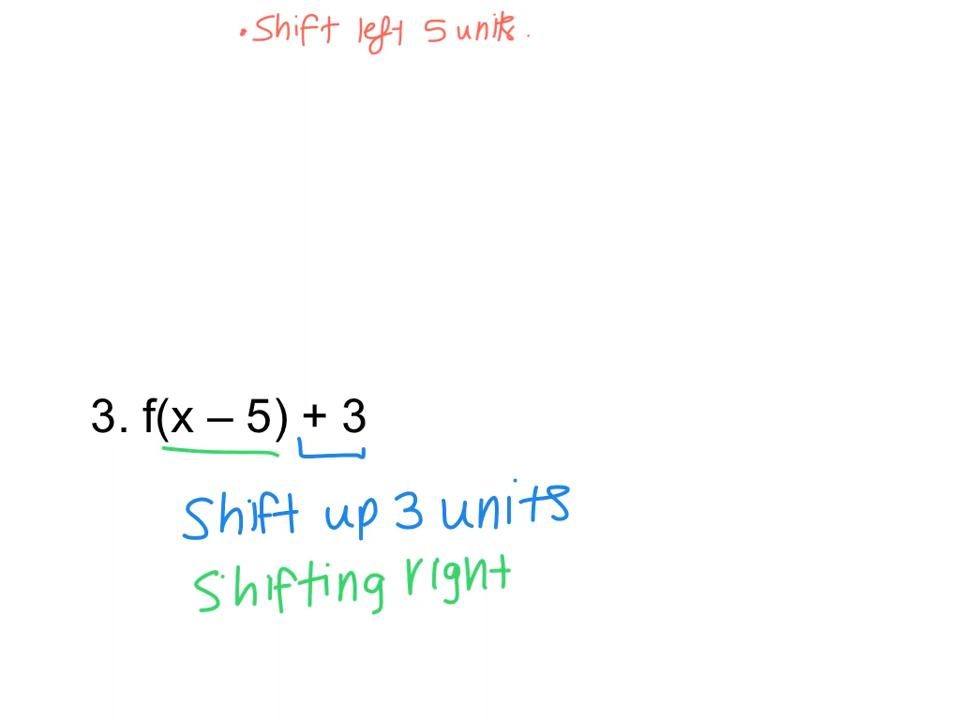 • Shift left 5 units.
3. f(x – 5) + 3
Shift up 3 units
Shifting right